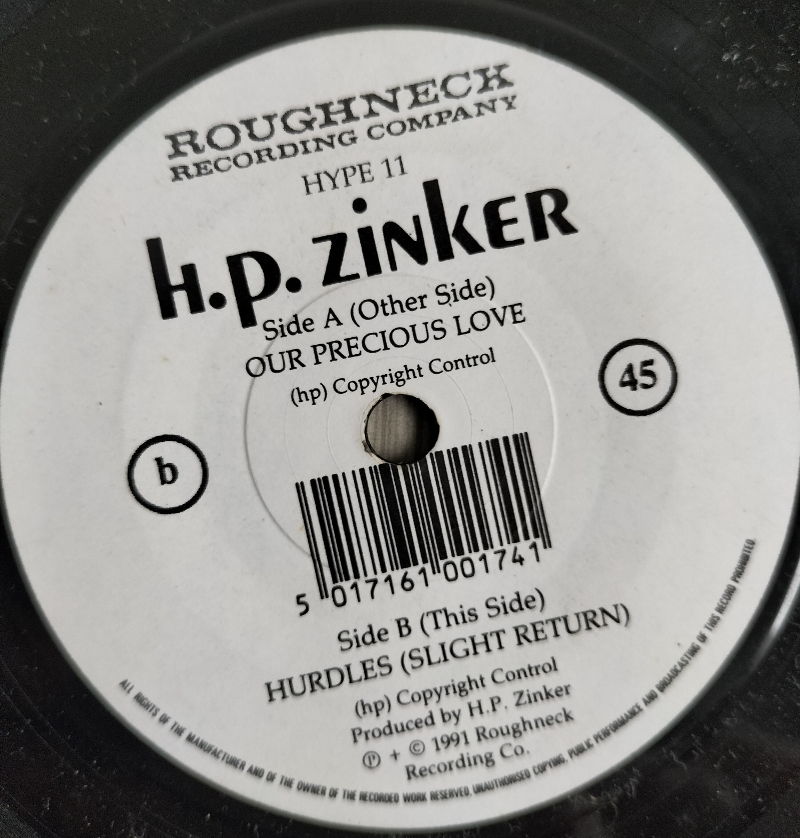 ROUGHNECK
RECORDING COMPANY
HYPE 11
h.p. zinkER
Side A (Other Side)
OUR PRECIOUS LOVE
(hp) Copyright Control
45
b
5 017161 001741
Side B (This Side)
HURDLES (SLIGHT RETURN)
(hp) Copyright Control
Produced by H.P. Zinker
℗ + © 1991 Roughneck
Recording Co.
ALL RIGHTS OF THE MANUFACTURER AND OF THE OWNER OF THE RECORDED WORK RESERVED. UNAUTHORISED COPYING, PUBLIC PERFORMANCE AND BROADCASTING OF THIS RECORD PROHIBITED.